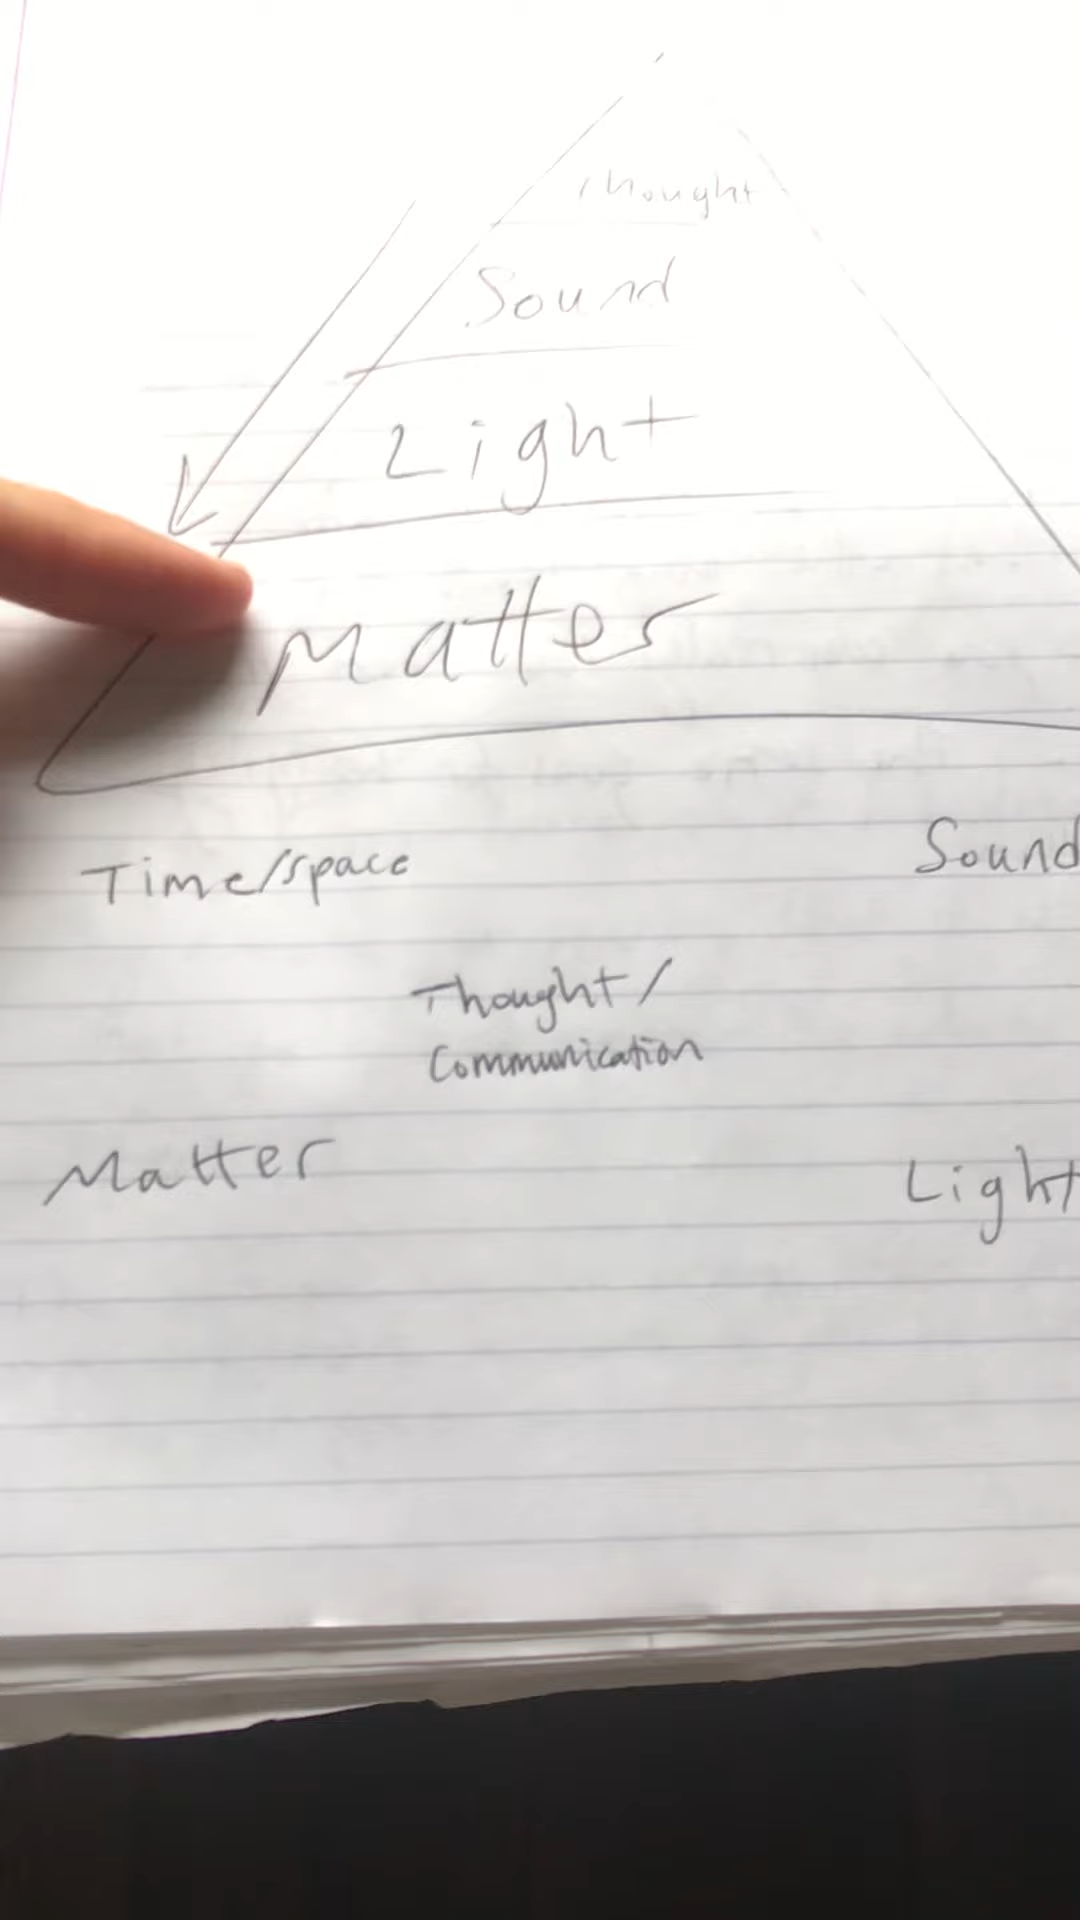 Thought
Sound
Light
Matter
Time/space Sound
Thought/
Communication
Matter Light